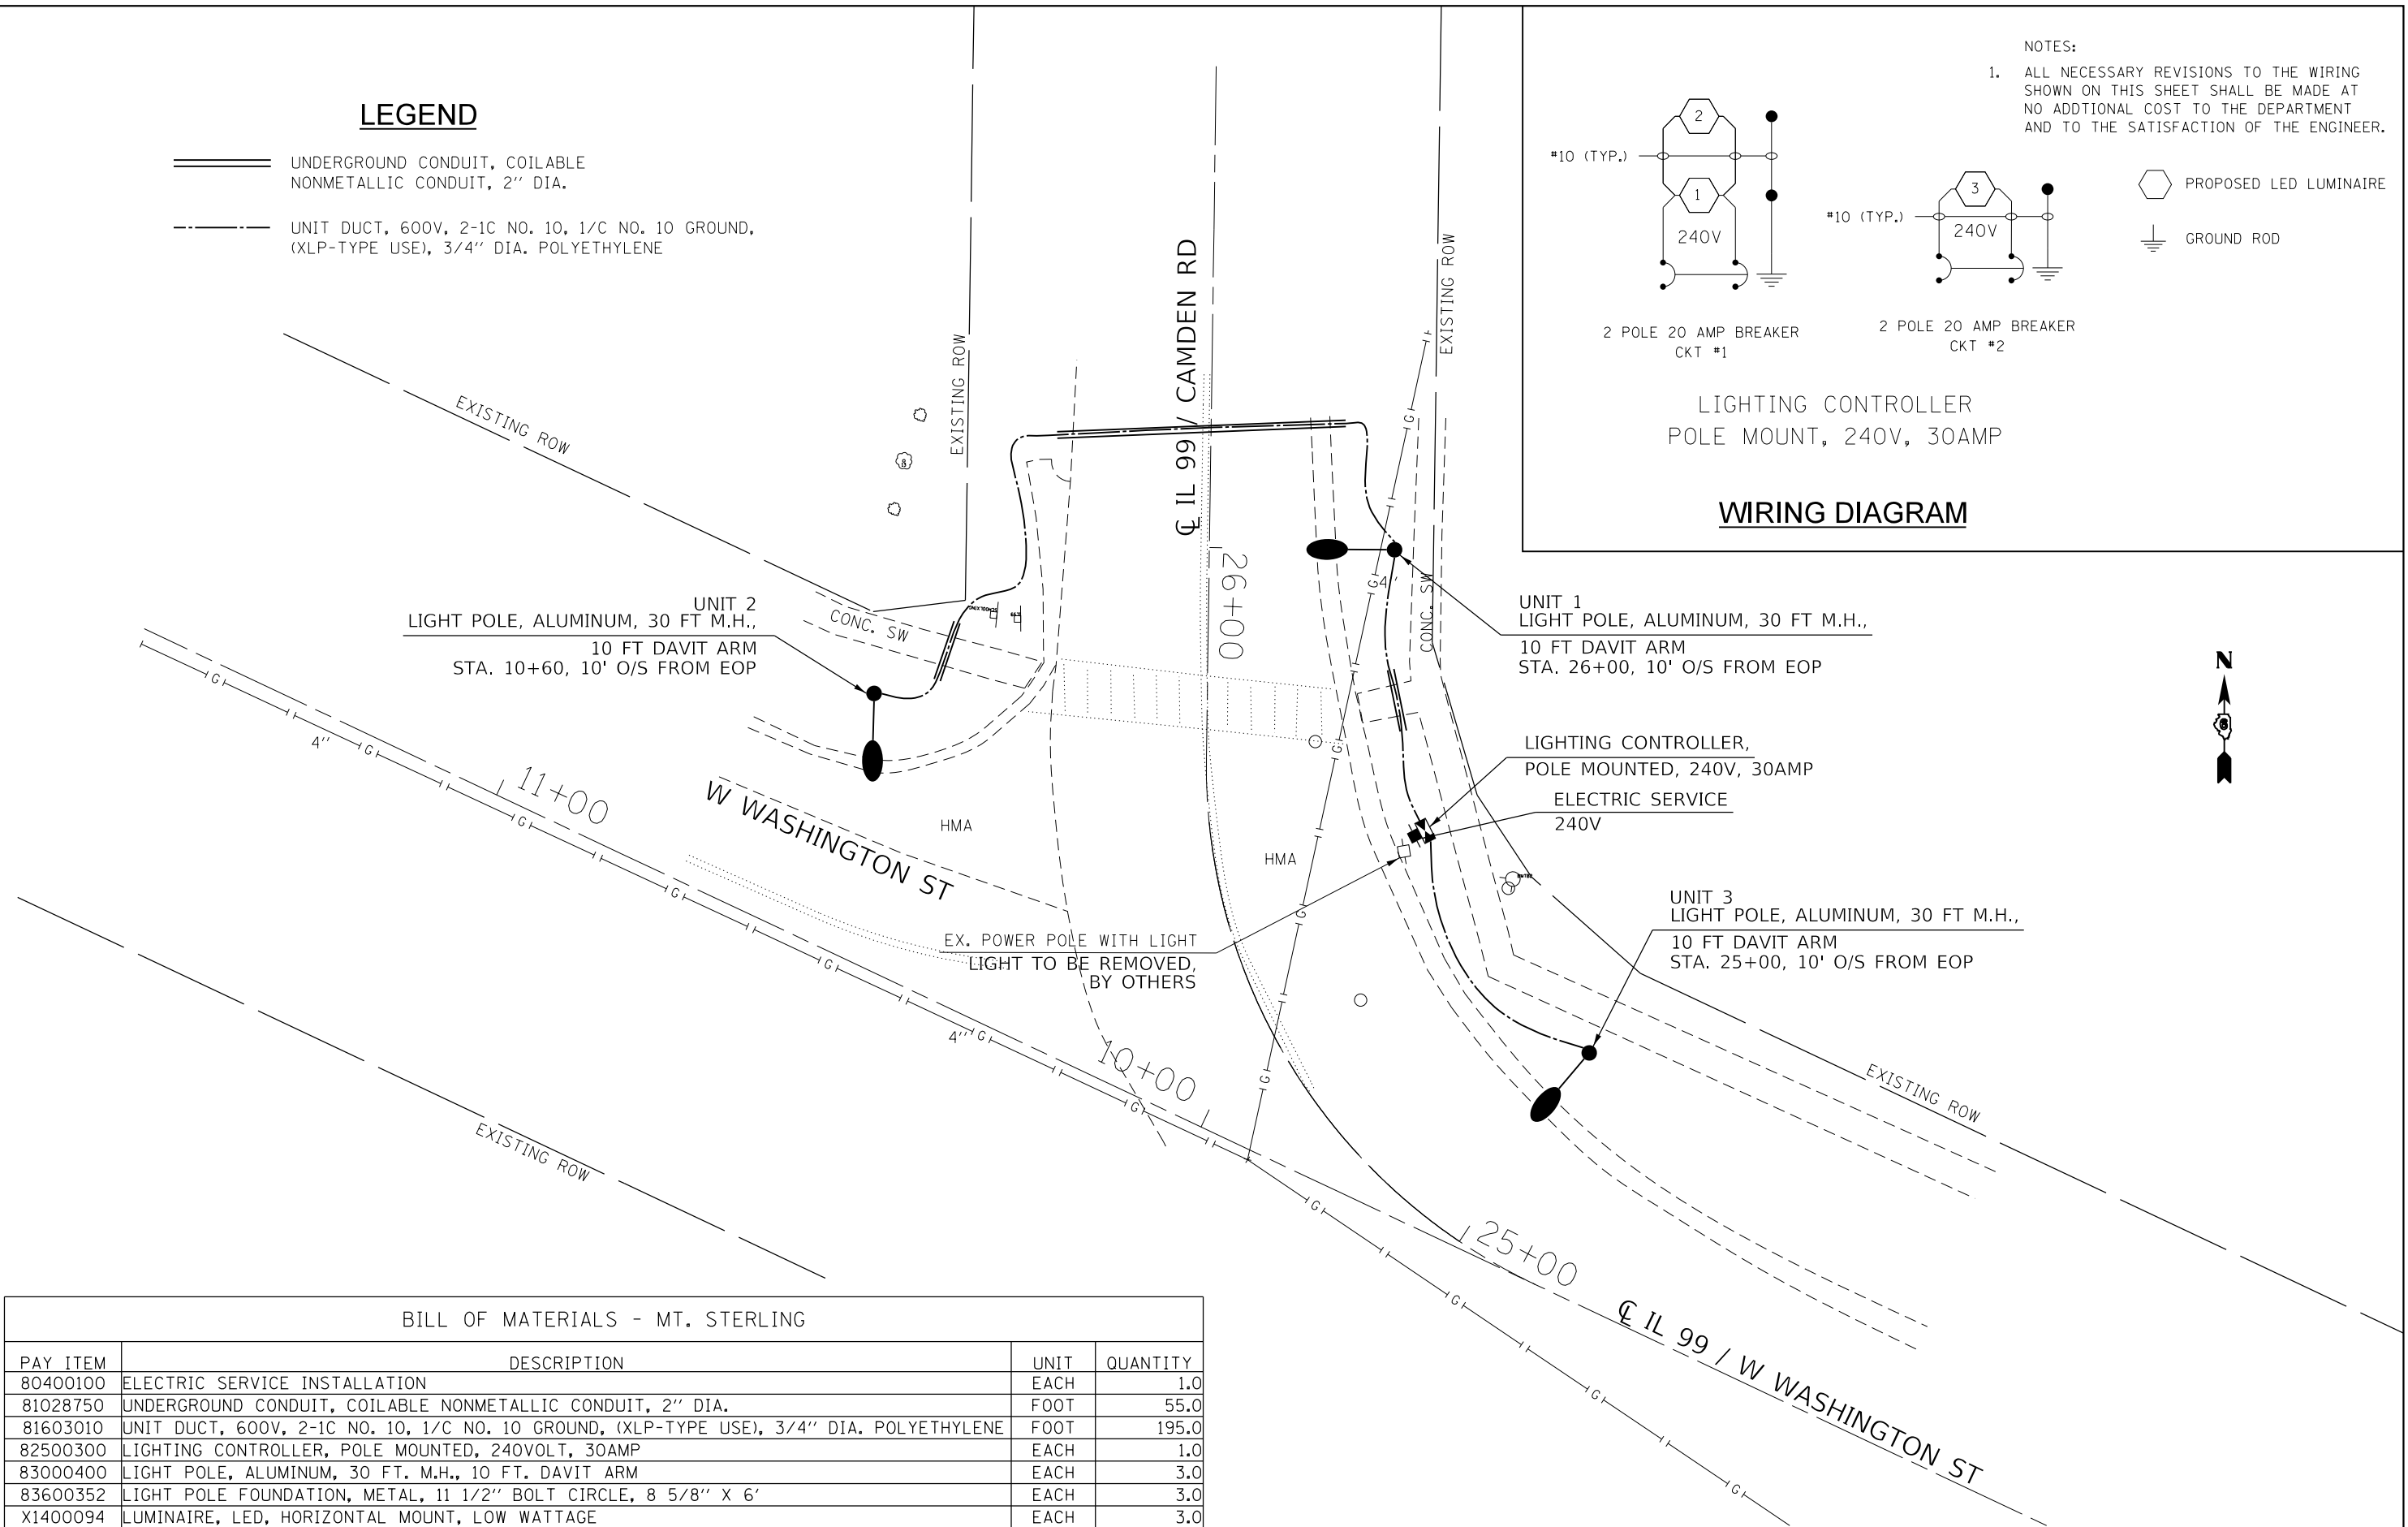 LEGEND
UNDERGROUND CONDUIT, COILABLE
NONMETALLIC CONDUIT, 2'' DIA.
UNIT DUCT, 600V, 2-1C NO. 10, 1/C NO. 10 GROUND,
(XLP-TYPE USE), 3/4'' DIA. POLYETHYLENE
NOTES:
1. ALL NECESSARY REVISIONS TO THE WIRING
SHOWN ON THIS SHEET SHALL BE MADE AT
NO ADDTIONAL COST TO THE DEPARTMENT
AND TO THE SATISFACTION OF THE ENGINEER.
2
#10 (TYP.)
1
240V
2 POLE 20 AMP BREAKER
CKT #1
3
#10 (TYP.)
240V
2 POLE 20 AMP BREAKER
CKT #2
PROPOSED LED LUMINAIRE
GROUND ROD
LIGHTING CONTROLLER
POLE MOUNT, 240V, 30AMP
WIRING DIAGRAM
EXISTING ROW
EXISTING ROW
℄ IL 99 / CAMDEN RD
EXISTING ROW
26+00
G
G
4'
CONC. SW
CONC. SW
UNIT 2
LIGHT POLE, ALUMINUM, 30 FT M.H.,
10 FT DAVIT ARM
STA. 10+60, 10' O/S FROM EOP
UNIT 1
LIGHT POLE, ALUMINUM, 30 FT M.H.,
10 FT DAVIT ARM
STA. 26+00, 10' O/S FROM EOP
N
LIGHTING CONTROLLER,
POLE MOUNTED, 240V, 30AMP
ELECTRIC SERVICE
240V
G
G
G
G
4''
G
11+00
G
W WASHINGTON ST
HMA
HMA
G
G
UNIT 3
LIGHT POLE, ALUMINUM, 30 FT M.H.,
10 FT DAVIT ARM
STA. 25+00, 10' O/S FROM EOP
EX. POWER POLE WITH LIGHT
LIGHT TO BE REMOVED,
BY OTHERS
4''
G
10+00
G
G
EXISTING ROW
EXISTING ROW
G
25+00
G
G
G
℄ IL 99 / W WASHINGTON ST
BILL OF MATERIALS - MT. STERLING
PAY ITEM DESCRIPTION UNIT QUANTITY
80400100 ELECTRIC SERVICE INSTALLATION EACH 1.0
81028750 UNDERGROUND CONDUIT, COILABLE NONMETALLIC CONDUIT, 2'' DIA. FOOT 55.0
81603010 UNIT DUCT, 600V, 2-1C NO. 10, 1/C NO. 10 GROUND, (XLP-TYPE USE), 3/4'' DIA. POLYETHYLENE FOOT 195.0
82500300 LIGHTING CONTROLLER, POLE MOUNTED, 240VOLT, 30AMP EACH 1.0
83000400 LIGHT POLE, ALUMINUM, 30 FT. M.H., 10 FT. DAVIT ARM EACH 3.0
83600352 LIGHT POLE FOUNDATION, METAL, 11 1/2'' BOLT CIRCLE, 8 5/8'' X 6' EACH 3.0
X1400094 LUMINAIRE, LED, HORIZONTAL MOUNT, LOW WATTAGE EACH 3.0